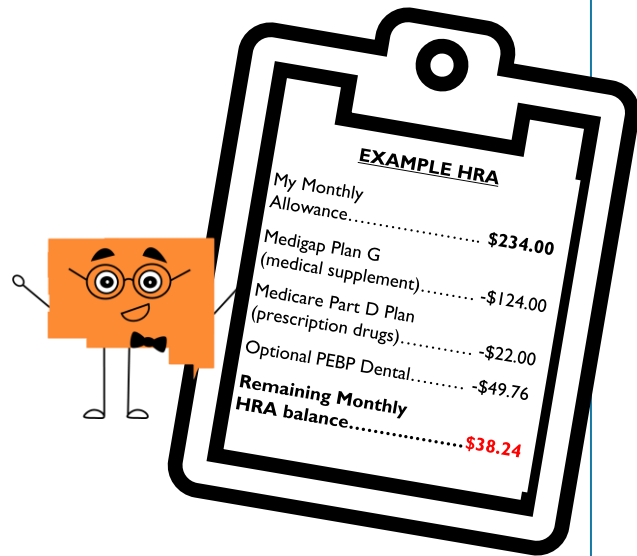 EXAMPLE HRA
My Monthly
Allowance…………………. $234.00
Medigap Plan G
(medical supplement)……… -$124.00
Medicare Part D Plan
(prescription drugs)………… -$22.00
Optional PEBP Dental……… -$49.76
Remaining Monthly
HRA balance………………$38.24